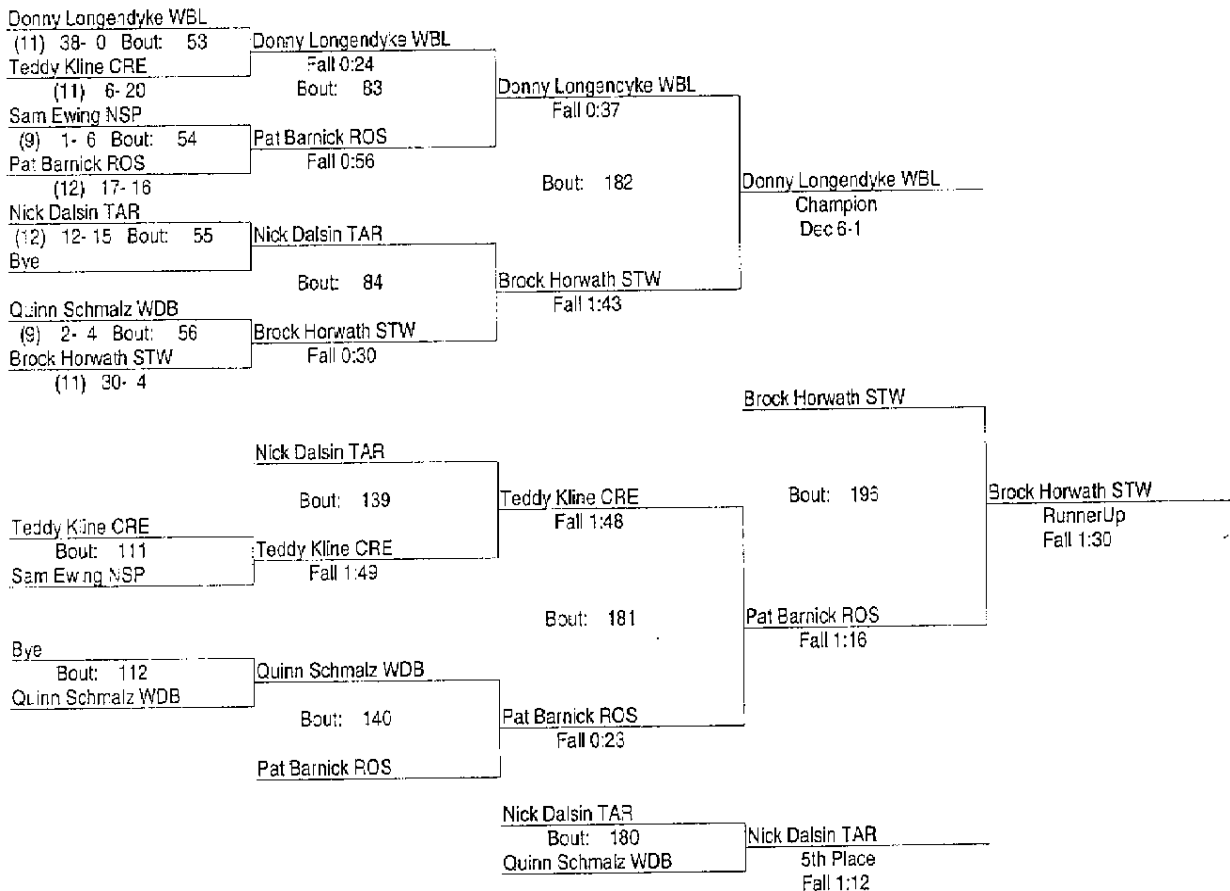 Donny Longendyke WBL
(11) 38- 0 Bout: 53
Teddy Kline CRE
(11) 6- 20
Sam Ewing NSP
(9) 1- 6 Bout: 54
Pat Barnick ROS
(12) 17- 16
Nick Dalsin TAR
(12) 12- 15 Bout: 55
Bye
Quinn Schmalz WDB
(9) 2- 4 Bout: 56
Brock Horwath STW
(11) 30- 4
Donny Longendyke WBL
Fall 0:24
Bout: 83
Pat Barnick ROS
Fall 0:56
Nick Dalsin TAR
Bout: 84
Brock Horwath STW
Fall 0:30
Donny Longendyke WBL
Fall 0:37
Bout: 182
Brock Horwath STW
Fall 1:43
Donny Longendyke WBL
Champion
Dec 6-1
Nick Dalsin TAR
Bout: 139
Teddy Kline CRE
Bout: 111
Sam Ewing NSP
Teddy Kline CRE
Fall 1:49
Bye
Bout: 112
Quinn Schmalz WDB
Quinn Schmalz WDB
Bout: 140
Pat Barnick ROS
Teddy Kline CRE
Fall 1:48
Bout: 181
Pat Barnick ROS
Fall 0:23
Brock Horwath STW
Bout: 196
Pat Barnick ROS
Fall 1:16
Brock Horwath STW
RunnerUp
Fall 1:30
Nick Dalsin TAR
Bout: 180
Quinn Schmalz WDB
Nick Dalsin TAR
5th Place
Fall 1:12